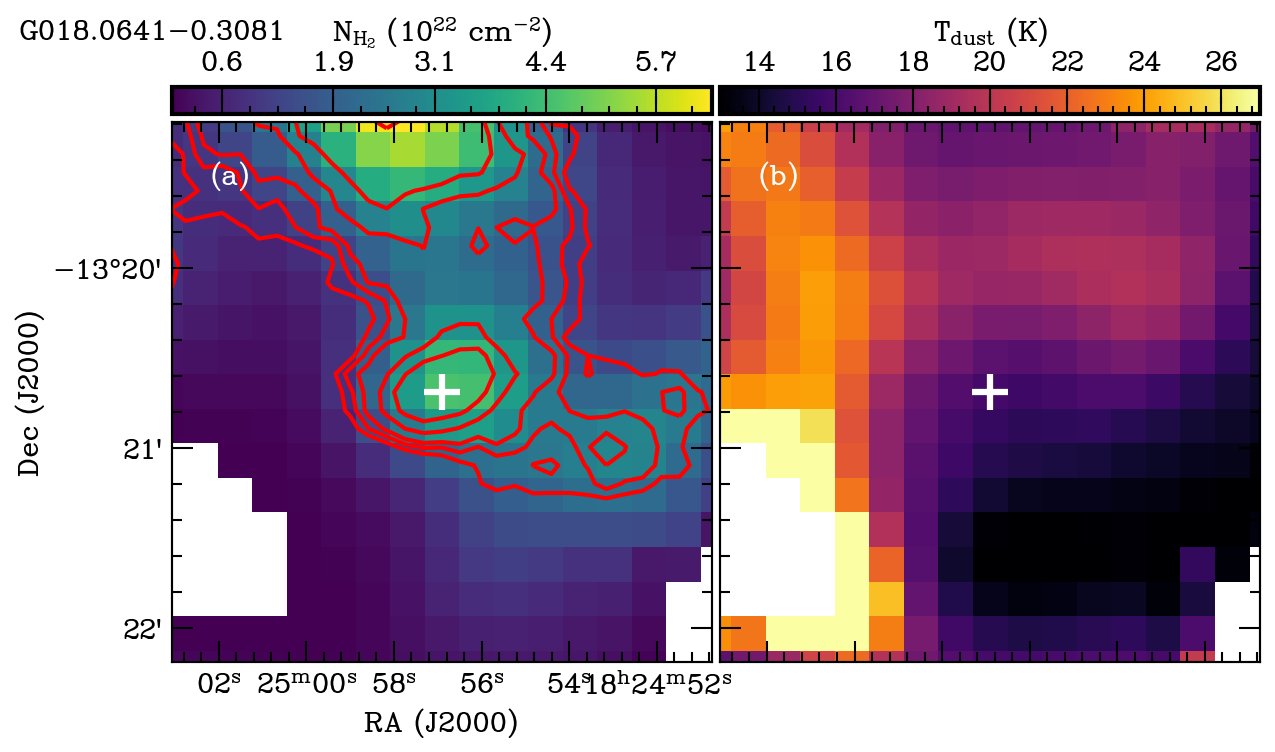 G018.0641−0.3081 N_H₂ (10²² cm⁻²) T_dust (K)
0.6 1.9 3.1 4.4 5.7 14 16 18 20 22 24 26
(a) (b)
−13°20'
21'
22'
Dec (J2000)
02ˢ 25ᵐ00ˢ 58ˢ 56ˢ 54ˢ 18ʰ24ᵐ52ˢ
RA (J2000)